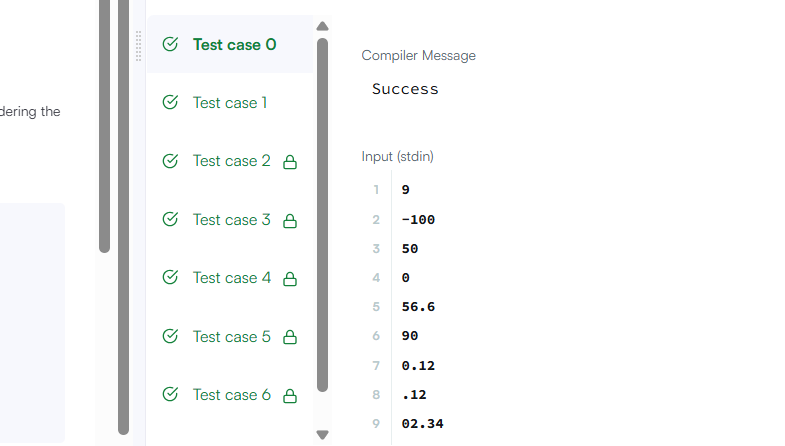 dering the
Test case 0
Test case 1
Test case 2
Test case 3
Test case 4
Test case 5
Test case 6
Compiler Message
Success
Input (stdin)
1 9
2 -100
3 50
4 0
5 56.6
6 90
7 0.12
8 .12
9 02.34